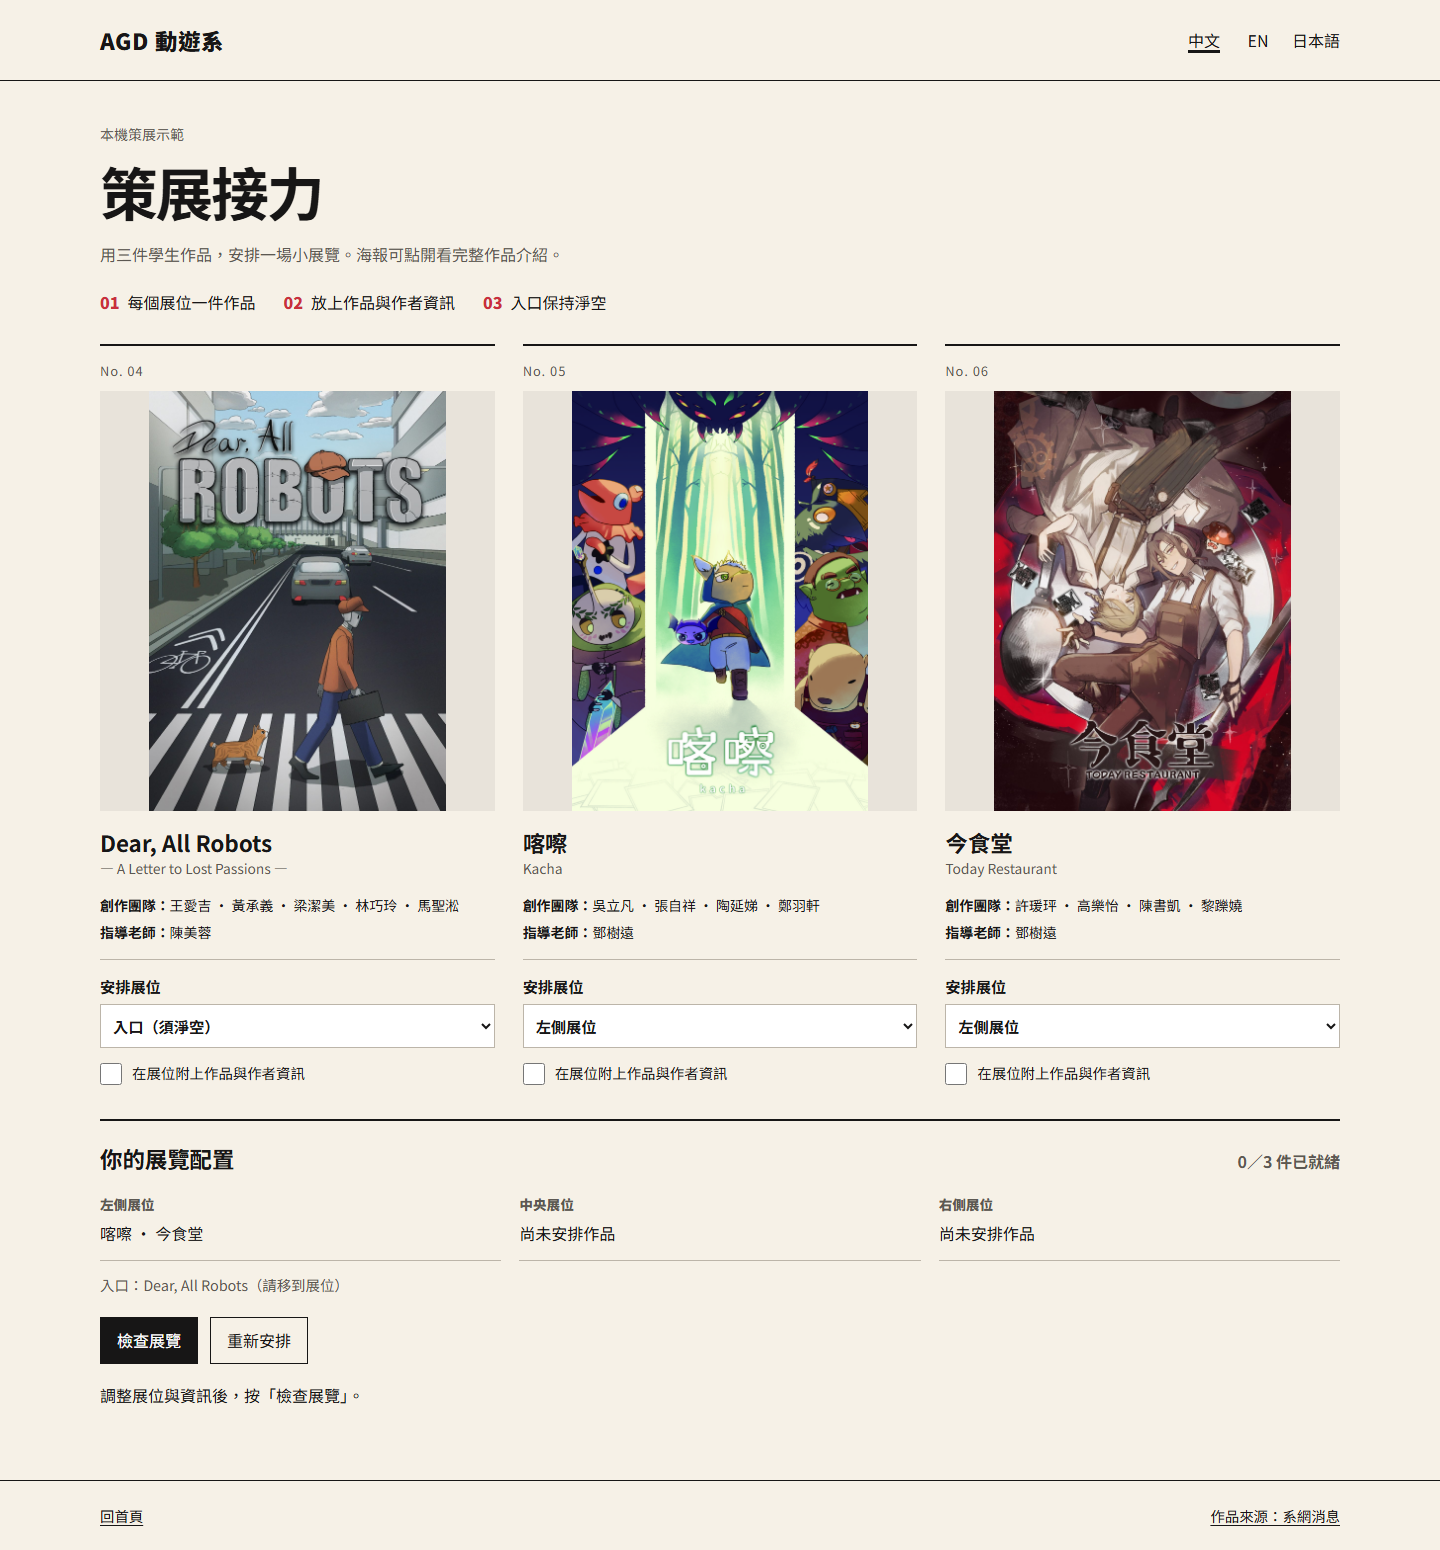 AGD 動遊系
中文 EN 日本語
本機策展示範
策展接力
用三件學生作品，安排一場小展覽。海報可點開看完整作品介紹。
01 每個展位一件作品 02 放上作品與作者資訊 03 入口保持淨空
No. 04
Dear, All
ROBOTS
Dear, All Robots
— A Letter to Lost Passions —
創作團隊：王愛吉 · 黃承義 · 梁潔美 · 林巧玲 · 馬聖淞
指導老師：陳美蓉
安排展位
入口（須淨空）
在展位附上作品與作者資訊
No. 05
喀嚓
kacha
喀嚓
Kacha
創作團隊：吳立凡 · 張自祥 · 陶延娣 · 鄭羽軒
指導老師：鄧樹遠
安排展位
左側展位
在展位附上作品與作者資訊
No. 06
今食堂
TODAY RESTAURANT
今食堂
Today Restaurant
創作團隊：許瑗玶 · 高樂怡 · 陳書凱 · 黎躒嬈
指導老師：鄧樹遠
安排展位
左側展位
在展位附上作品與作者資訊
你的展覽配置
0／3 件已就緒
左側展位
喀嚓 · 今食堂
中央展位
尚未安排作品
右側展位
尚未安排作品
入口：Dear, All Robots（請移到展位）
檢查展覽 重新安排
調整展位與資訊後，按「檢查展覽」。
回首頁
作品來源：系網消息